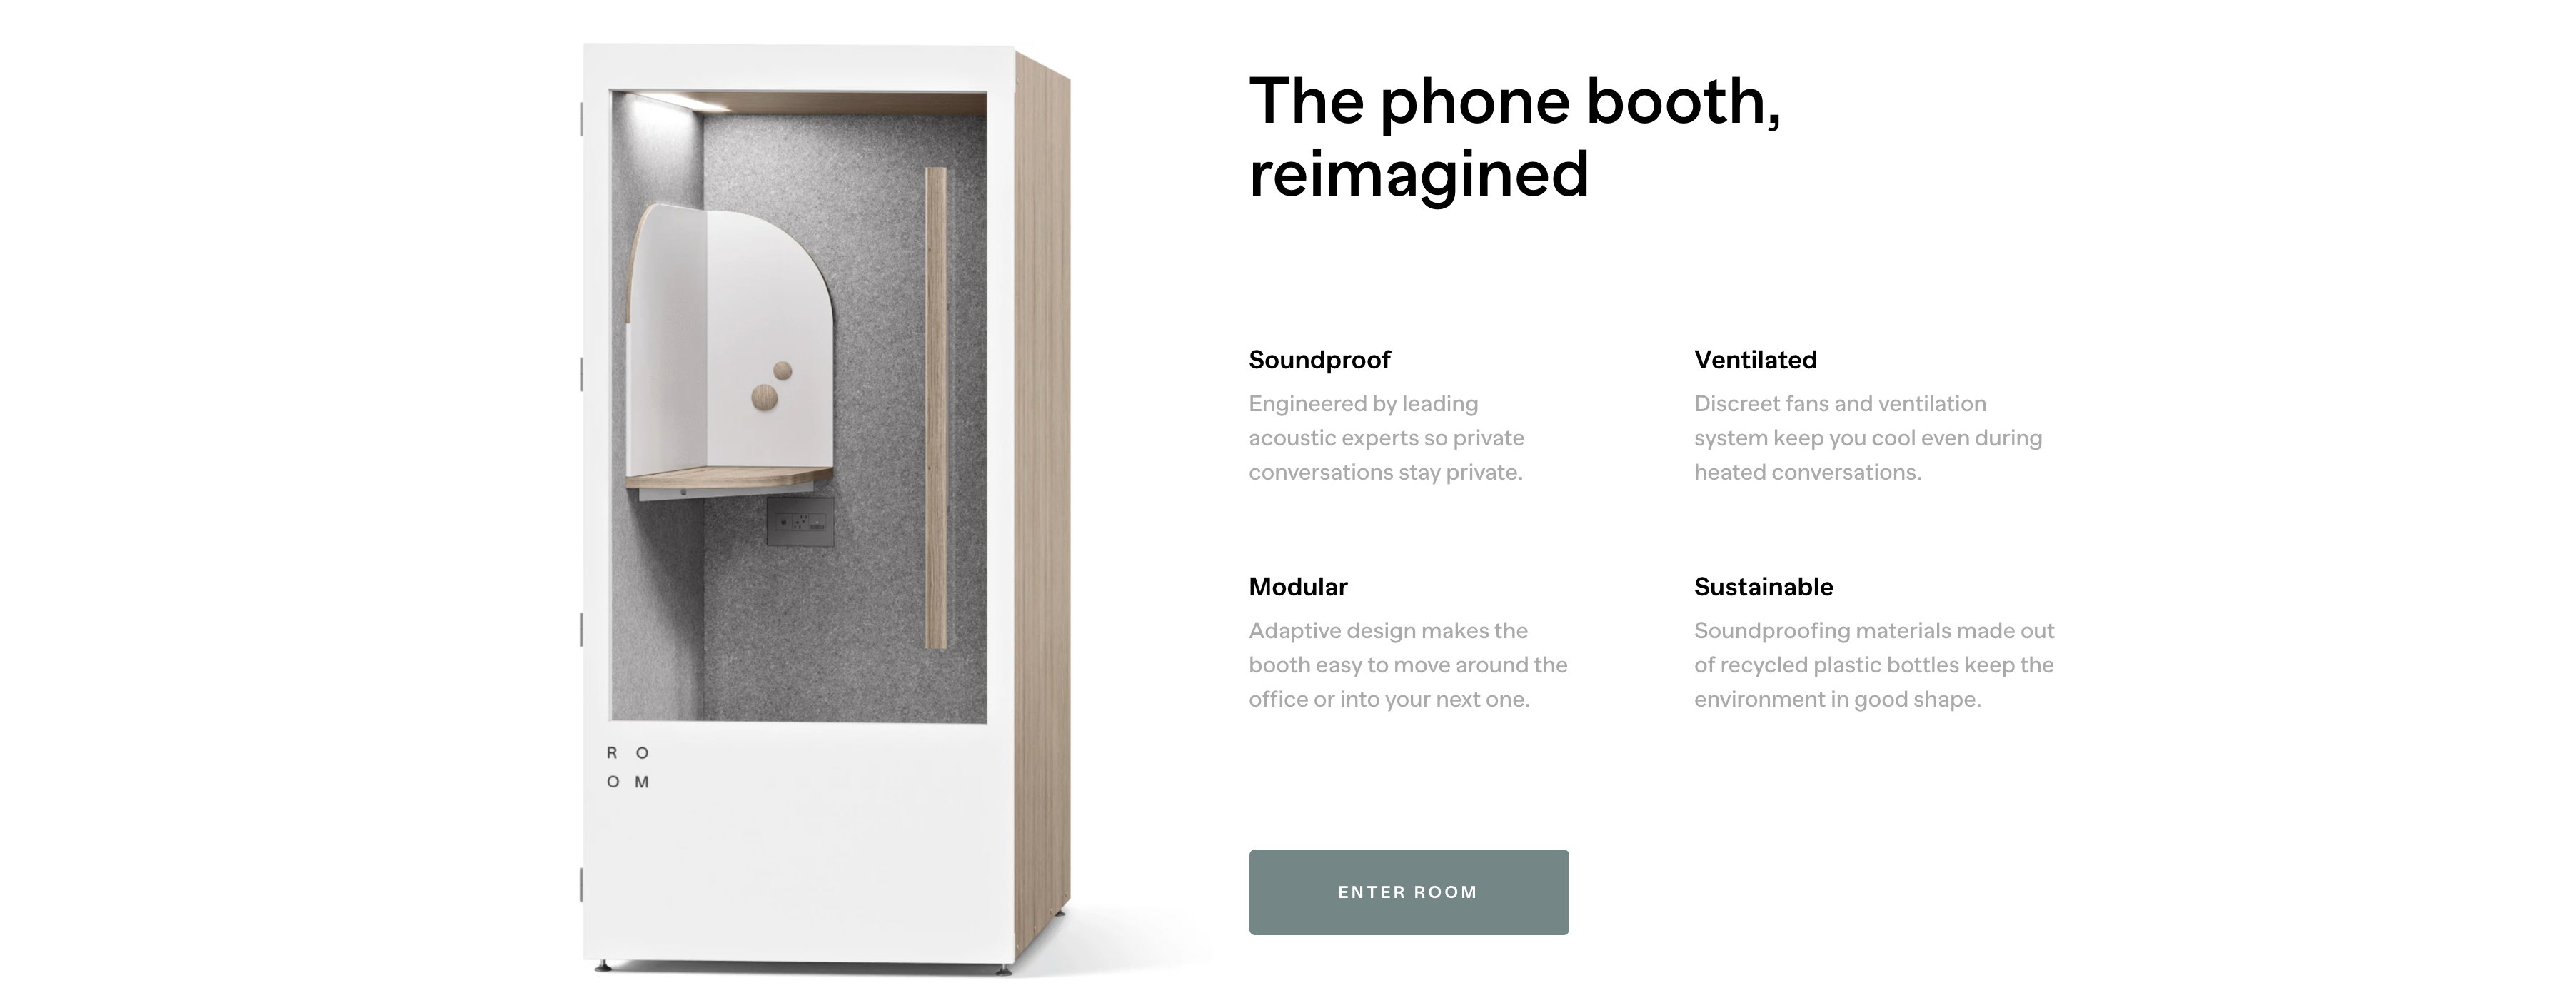 The phone booth,
reimagined
Soundproof
Engineered by leading
acoustic experts so private
conversations stay private.
Ventilated
Discreet fans and ventilation
system keep you cool even during
heated conversations.
Modular
Adaptive design makes the
booth easy to move around the
office or into your next one.
Sustainable
Soundproofing materials made out
of recycled plastic bottles keep the
environment in good shape.
ENTER ROOM
R O
O M